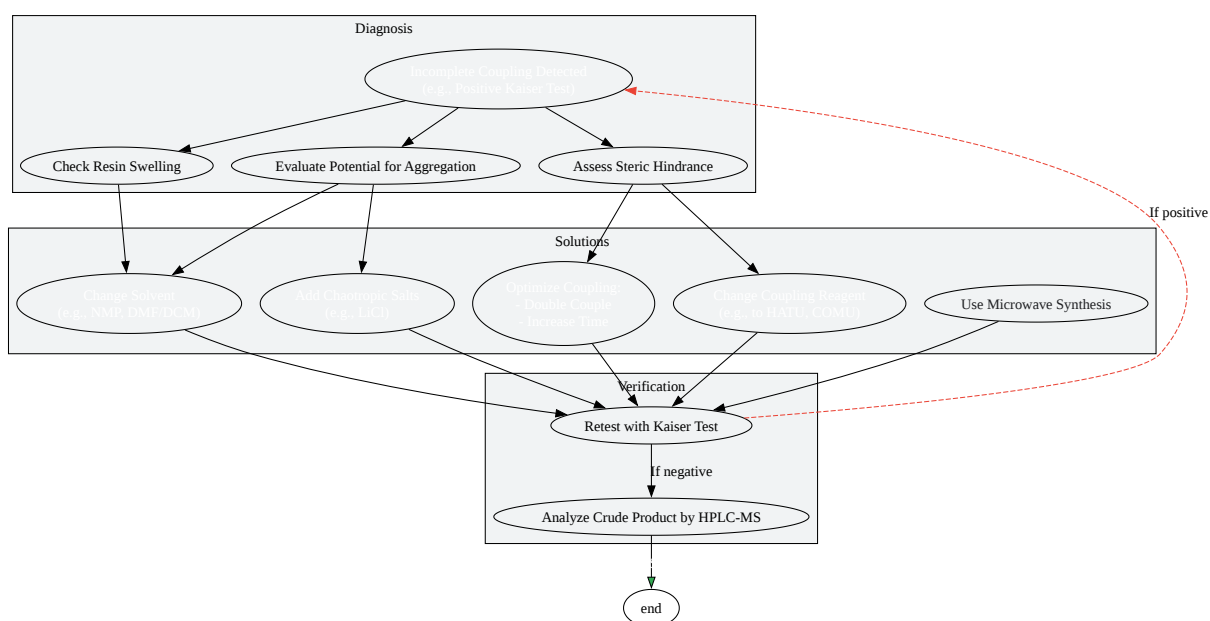 Diagnosis
Incomplete Coupling Detected
(e.g., Positive Kaiser Test)
Check Resin Swelling
Evaluate Potential for Aggregation
Assess Steric Hindrance
If positive
Solutions
Change Solvent
(e.g., NMP, DMF/DCM)
Add Chaotropic Salts
(e.g., LiCl)
Optimize Coupling:
- Double Couple
- Increase Time
Change Coupling Reagent
(e.g., to HATU, COMU)
Use Microwave Synthesis
Verification
Retest with Kaiser Test
If negative
Analyze Crude Product by HPLC-MS
end